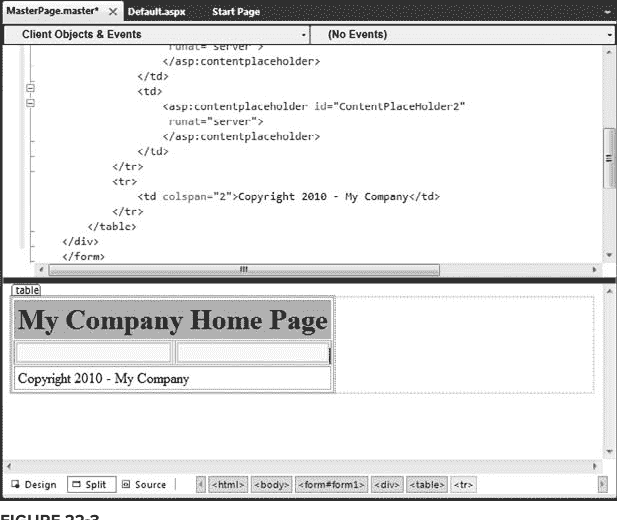 MasterPage.master* × Default.aspx Start Page
Client Objects & Events (No Events)
runat="server">
</asp:contentplaceholder>
</td>
<td>
<asp:contentplaceholder id="ContentPlaceHolder2"
runat="server">
</asp:contentplaceholder>
</td>
</tr>
<tr>
<td colspan="2">Copyright 2010 - My Company</td>
</tr>
</table>
</div>
</form>
table
My Company Home Page
Copyright 2010 - My Company
Design Split Source <html> <body> <form#form1> <div> <table> <tr>
FIGURE 22-3